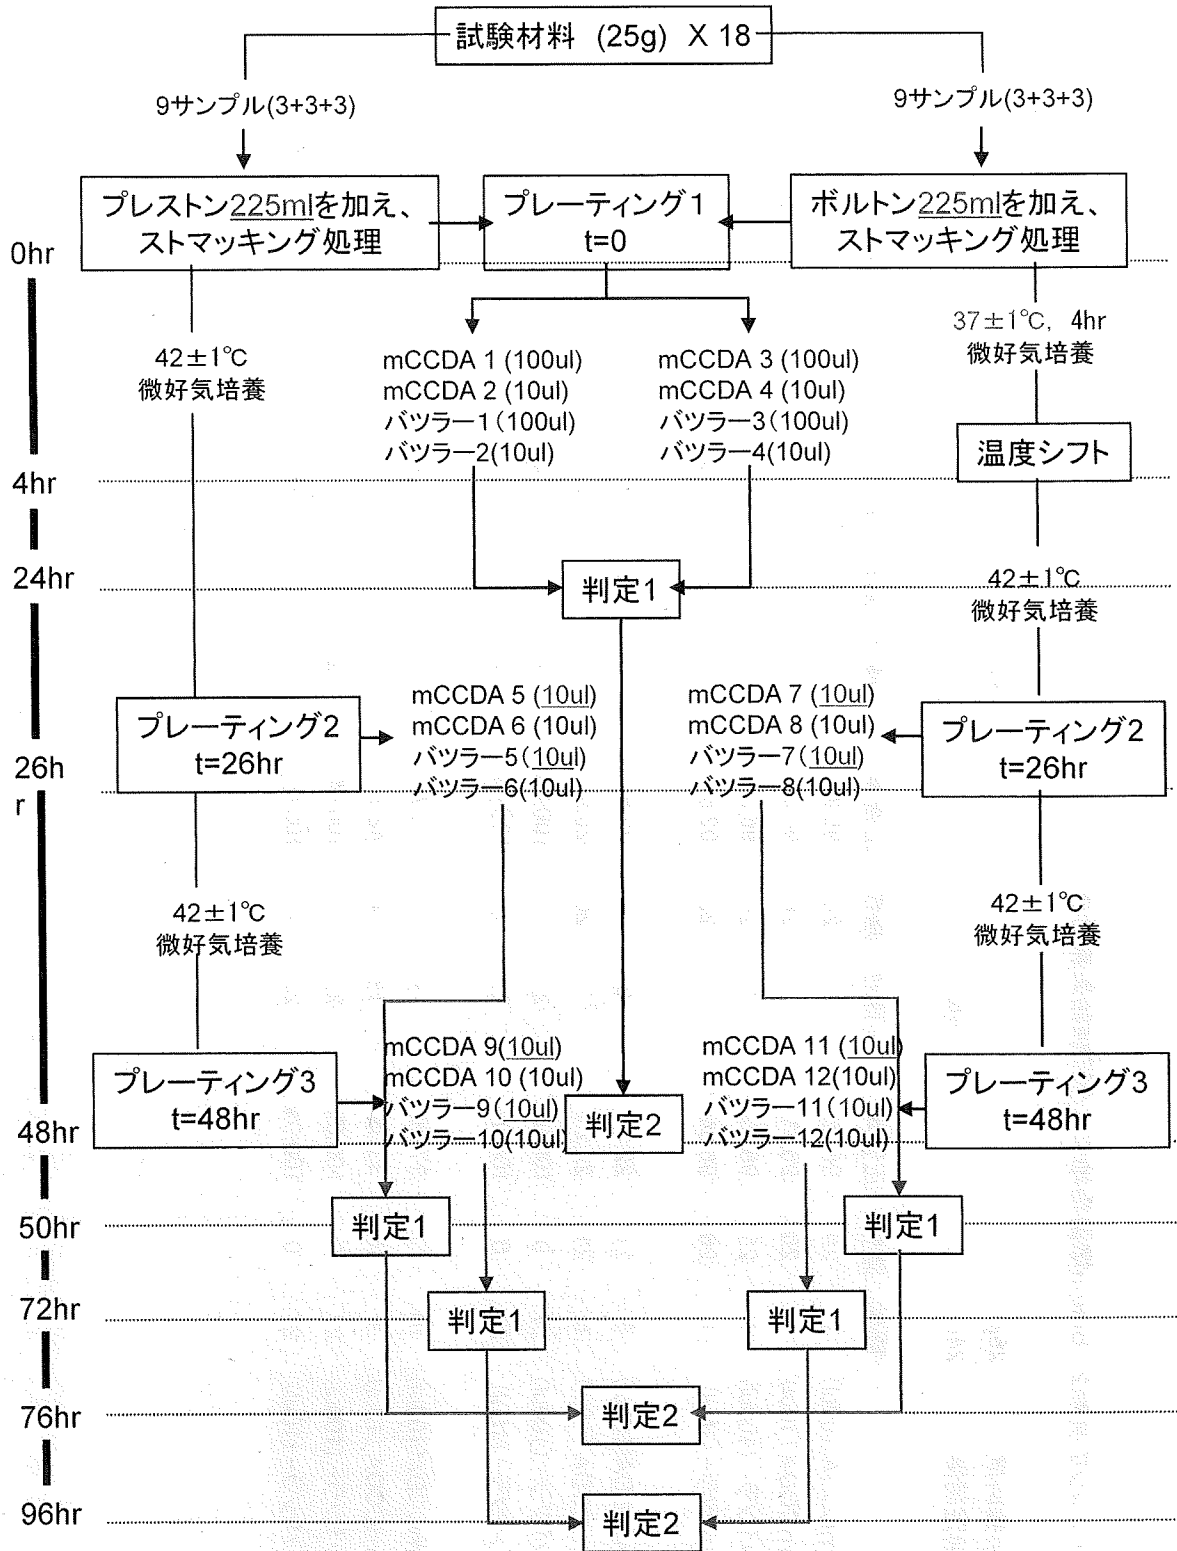 試験材料 (25g) X 18
9サンプル(3+3+3)
9サンプル(3+3+3)
プレストン225mlを加え、
ストマッキング処理
プレーティング1
t=0
ボルトン225mlを加え、
ストマッキング処理
0hr
42±1℃
微好気培養
mCCDA 1 (100ul)
mCCDA 2 (10ul)
バツラー1(100ul)
バツラー2(10ul)
mCCDA 3 (100ul)
mCCDA 4 (10ul)
バツラー3(100ul)
バツラー4(10ul)
37±1℃, 4hr
微好気培養
温度シフト
4hr
24hr
判定1
42±1℃
微好気培養
プレーティング2
t=26hr
mCCDA 5 (10ul)
mCCDA 6 (10ul)
バツラー5(10ul)
バツラー6(10ul)
mCCDA 7 (10ul)
mCCDA 8 (10ul)
バツラー7(10ul)
バツラー8(10ul)
プレーティング2
t=26hr
26h
r
42±1℃
微好気培養
42±1℃
微好気培養
プレーティング3
t=48hr
mCCDA 9(10ul)
mCCDA 10 (10ul)
バツラー9(10ul)
バツラー10(10ul)
判定2
mCCDA 11 (10ul)
mCCDA 12(10ul)
バツラー11(10ul)
バツラー12(10ul)
プレーティング3
t=48hr
48hr
50hr
判定1
判定1
72hr
判定1
判定1
76hr
判定2
96hr
判定2